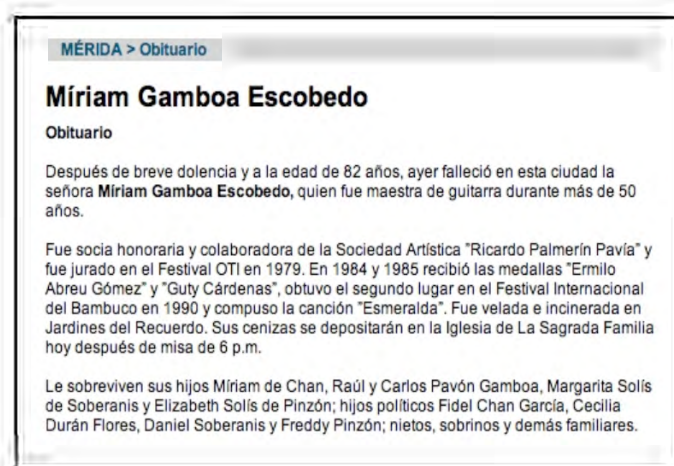 MÉRIDA > Obituario
Míriam Gamboa Escobedo
Obituario
Después de breve dolencia y a la edad de 82 años, ayer falleció en esta ciudad la
señora Míriam Gamboa Escobedo, quien fue maestra de guitarra durante más de 50
años.
Fue socia honoraria y colaboradora de la Sociedad Artística "Ricardo Palmerín Pavía" y
fue jurado en el Festival OTI en 1979. En 1984 y 1985 recibió las medallas "Ermilo
Abreu Gómez" y "Guty Cárdenas", obtuvo el segundo lugar en el Festival Internacional
del Bambuco en 1990 y compuso la canción "Esmeralda". Fue velada e incinerada en
Jardines del Recuerdo. Sus cenizas se depositarán en la Iglesia de La Sagrada Familia
hoy después de misa de 6 p.m.
Le sobreviven sus hijos Míriam de Chan, Raúl y Carlos Pavón Gamboa, Margarita Solís
de Soberanis y Elizabeth Solís de Pinzón; hijos políticos Fidel Chan García, Cecilia
Durán Flores, Daniel Soberanis y Freddy Pinzón; nietos, sobrinos y demás familiares.